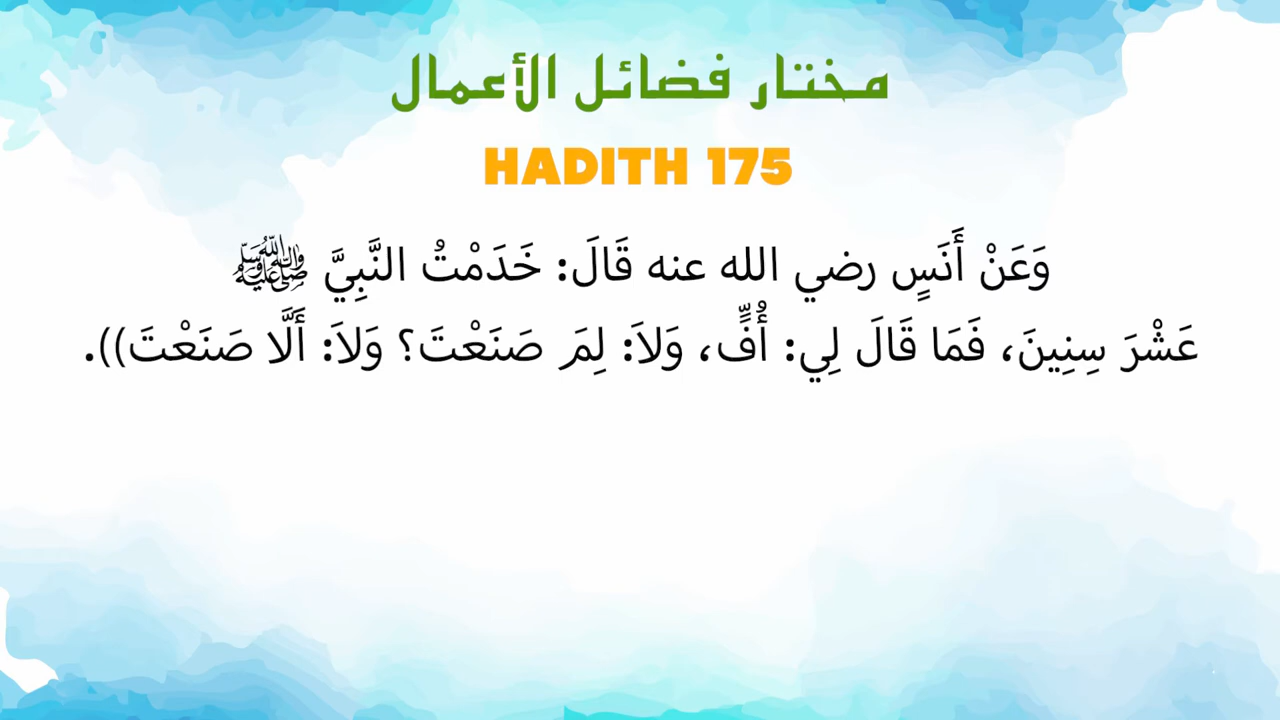 مختار فضائل الأعمال
HADITH 175
وَعَنْ أَنَسٍ رضي الله عنه قَالَ: خَدَمْتُ النَّبِيَّ ﷺ
عَشْرَ سِنِينَ، فَمَا قَالَ لِي: أُفٍّ، وَلاَ: لِمَ صَنَعْتَ؟ وَلاَ: أَلَّا صَنَعْتَ)).